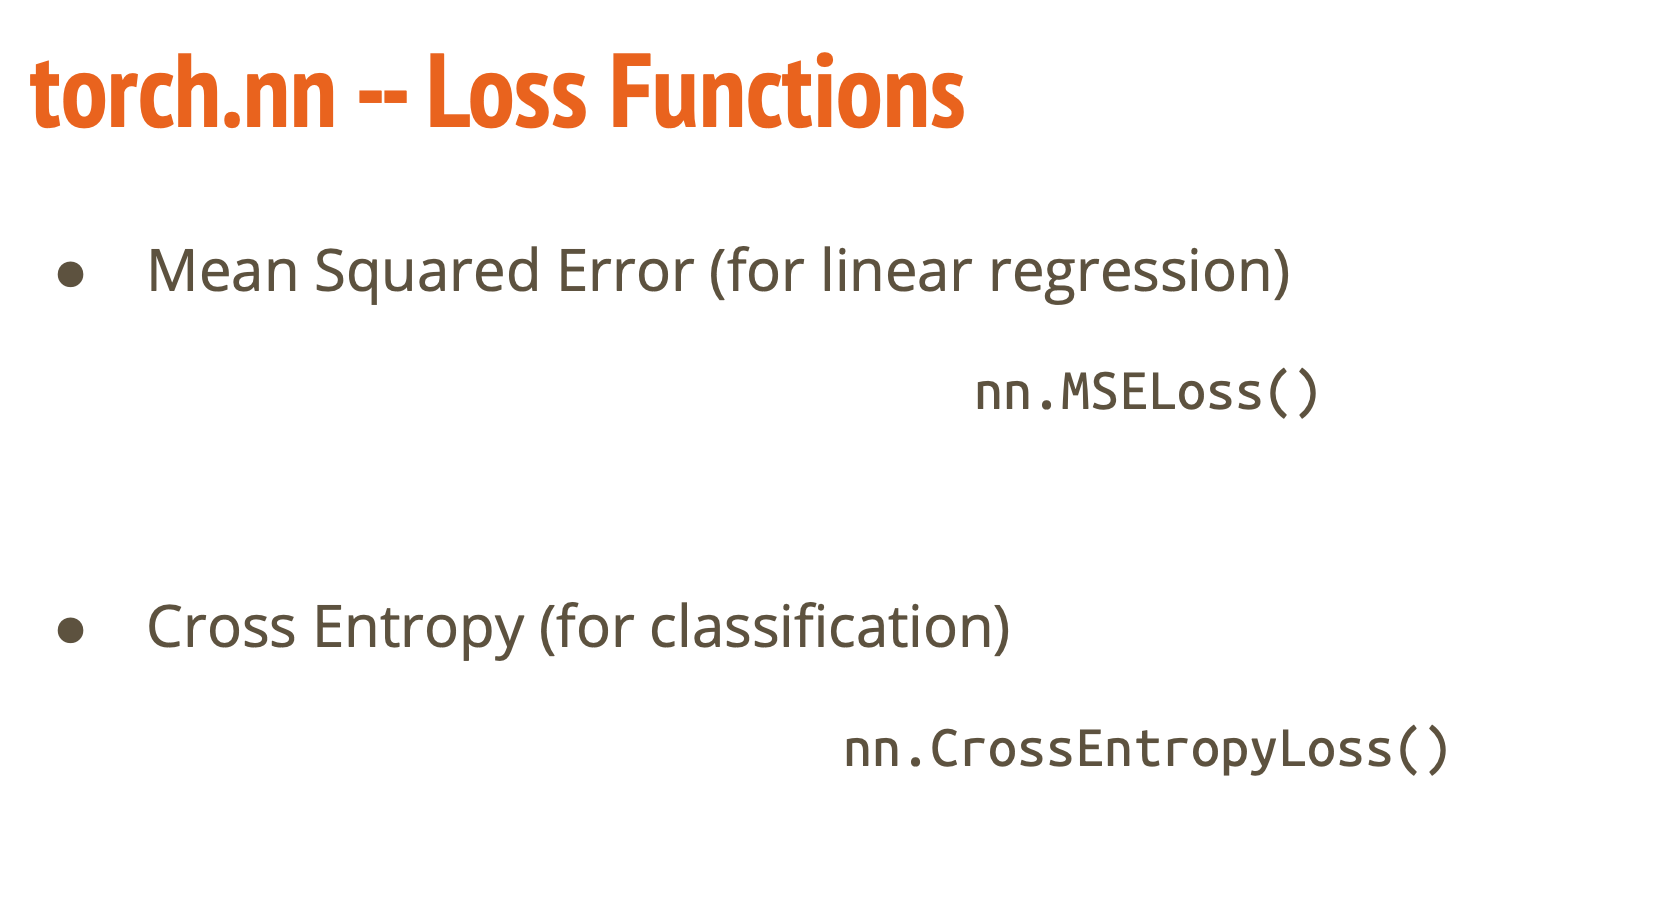 torch.nn -- Loss Functions
● Mean Squared Error (for linear regression)
nn.MSELoss()
● Cross Entropy (for classification)
nn.CrossEntropyLoss()